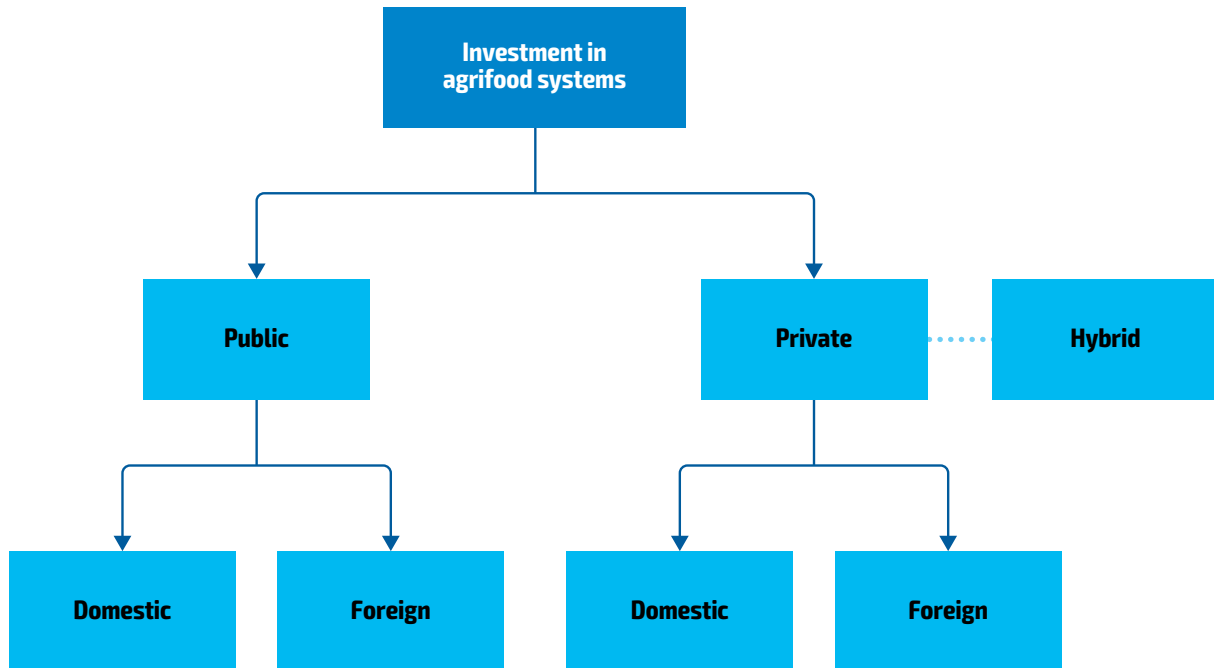 Investment in
agrifood systems
Public
Private
Hybrid
Domestic
Foreign
Domestic
Foreign